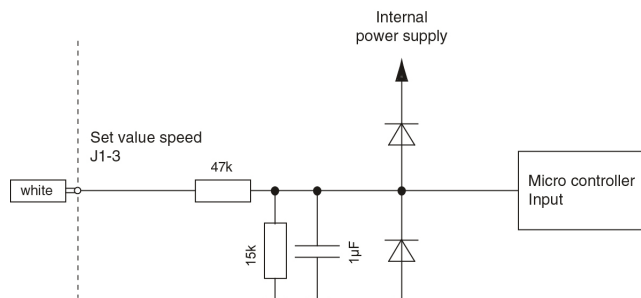 Internal
power supply
Set value speed
J1-3
47k
white
Micro controller
Input
15k
1µF